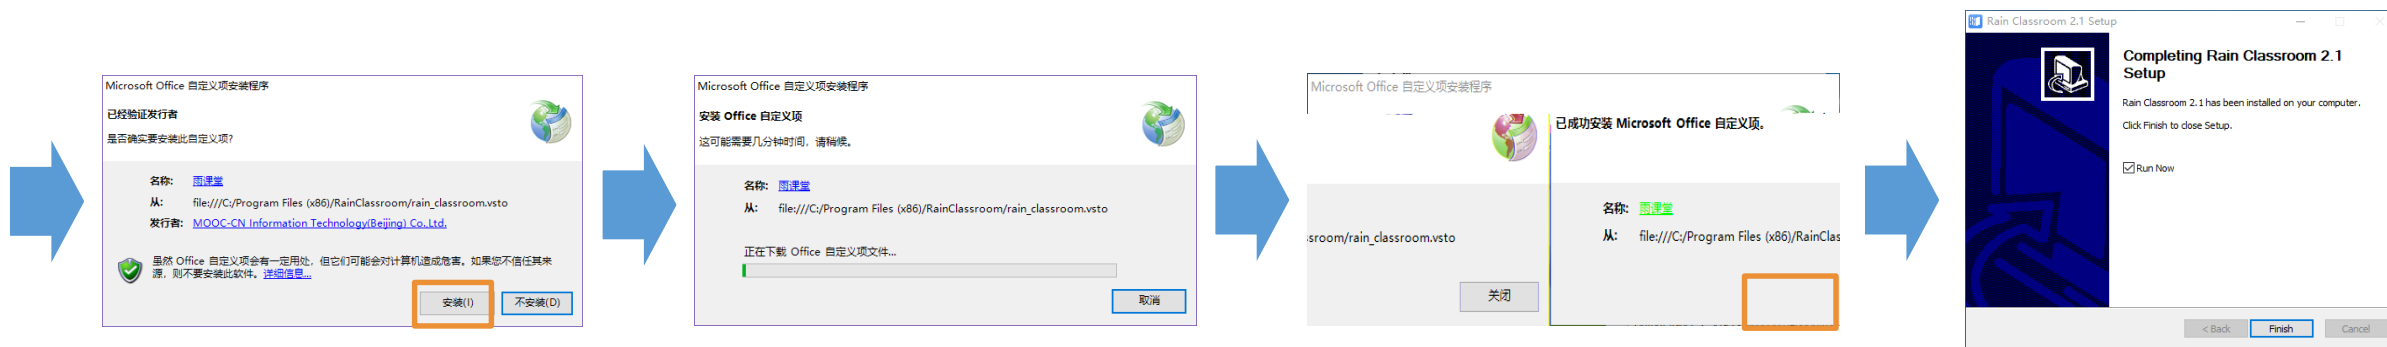 Microsoft Office 自定义项安装程序
已经验证发行者
是否确实要安装此自定义项?
名称: 雨课堂
从: file:///C:/Program Files (x86)/RainClassroom/rain_classroom.vsto
发行者: MOOC-CN Information Technology(Beijing) Co.,Ltd.
虽然 Office 自定义项会有一定用处，但它们可能会对计算机造成危害。如果您不信任其来
源，则不要安装此软件。详细信息...
安装(I)
不安装(D)
Microsoft Office 自定义项安装程序
安装 Office 自定义项
这可能需要几分钟时间，请稍候。
名称: 雨课堂
从: file:///C:/Program Files (x86)/RainClassroom/rain_classroom.vsto
正在下载 Office 自定义项文件...
取消
Microsoft Office 自定义项安装程序
ssroom/rain_classroom.vsto
关闭
已成功安装 Microsoft Office 自定义项。
名称: 雨课堂
从: file:///C:/Program Files (x86)/RainClas
Rain Classroom 2.1 Setup
Completing Rain Classroom 2.1
Setup
Rain Classroom 2.1 has been installed on your computer.
Click Finish to close Setup.
Run Now
< Back
Finish
Cancel